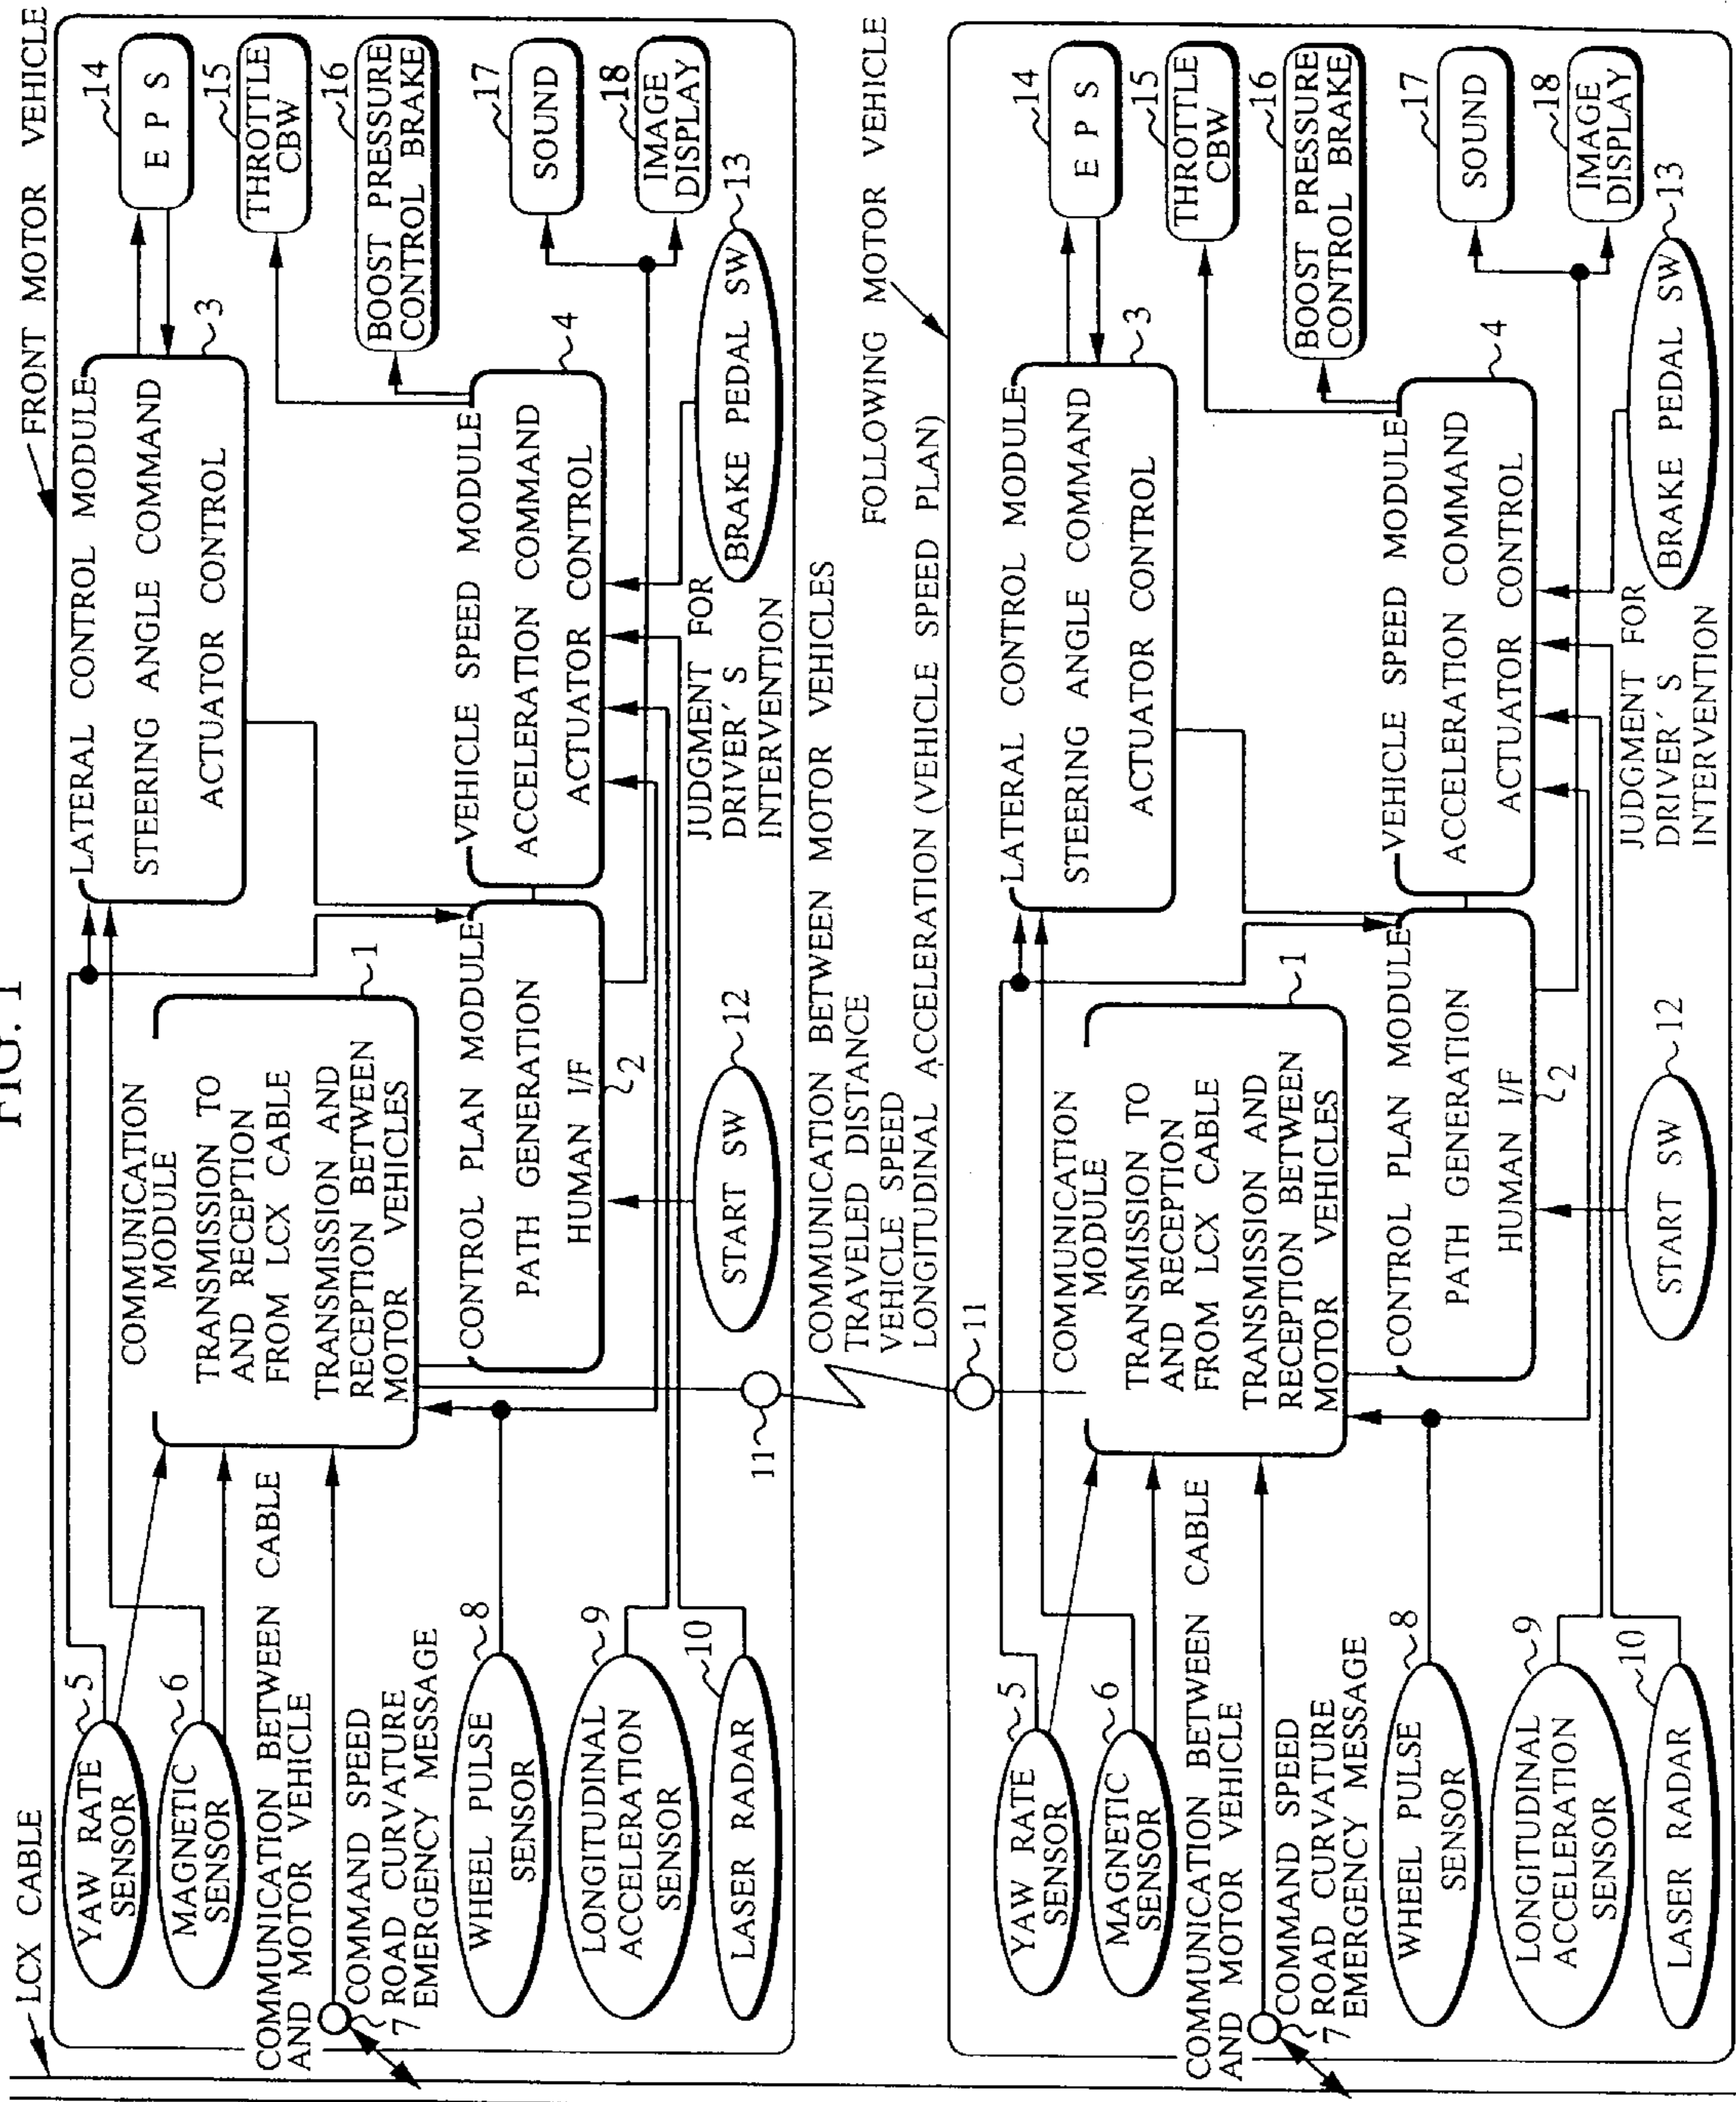 FIG. 1
LCX CABLE
FRONT MOTOR VEHICLE
YAW RATE
SENSOR
5
MAGNETIC
SENSOR
6
COMMUNICATION BETWEEN CABLE
AND MOTOR VEHICLE
7
COMMAND SPEED
ROAD CURVATURE
EMERGENCY MESSAGE
WHEEL PULSE
SENSOR
8
LONGITUDINAL
ACCELERATION
SENSOR
9
LASER RADAR
10
COMMUNICATION
MODULE
TRANSMISSION TO
AND RECEPTION
FROM LCX CABLE
TRANSMISSION AND
RECEPTION BETWEEN
MOTOR VEHICLES
1
CONTROL PLAN MODULE
PATH GENERATION
HUMAN I/F
2
START SW
12
11
LATERAL CONTROL MODULE
STEERING ANGLE COMMAND
ACTUATOR CONTROL
3
VEHICLE SPEED MODULE
ACCELERATION COMMAND
ACTUATOR CONTROL
4
JUDGMENT FOR
DRIVER'S
INTERVENTION
BRAKE PEDAL SW
13
14
E P S
15
THROTTLE
CBW
16
BOOST PRESSURE
CONTROL BRAKE
17
SOUND
18
IMAGE
DISPLAY
COMMUNICATION BETWEEN MOTOR VEHICLES
TRAVELED DISTANCE
VEHICLE SPEED
LONGITUDINAL ACCELERATION (VEHICLE SPEED PLAN)
FOLLOWING MOTOR VEHICLE
11
YAW RATE
SENSOR
5
MAGNETIC
SENSOR
6
COMMUNICATION BETWEEN CABLE
AND MOTOR VEHICLE
7
COMMAND SPEED
ROAD CURVATURE
EMERGENCY MESSAGE
WHEEL PULSE
SENSOR
8
LONGITUDINAL
ACCELERATION
SENSOR
9
LASER RADAR
10
COMMUNICATION
MODULE
TRANSMISSION TO
AND RECEPTION
FROM LCX CABLE
TRANSMISSION AND
RECEPTION BETWEEN
MOTOR VEHICLES
1
CONTROL PLAN MODULE
PATH GENERATION
HUMAN I/F
2
START SW
12
LATERAL CONTROL MODULE
STEERING ANGLE COMMAND
ACTUATOR CONTROL
3
VEHICLE SPEED MODULE
ACCELERATION COMMAND
ACTUATOR CONTROL
4
JUDGMENT FOR
DRIVER'S
INTERVENTION
BRAKE PEDAL SW
13
14
E P S
15
THROTTLE
CBW
16
BOOST PRESSURE
CONTROL BRAKE
17
SOUND
18
IMAGE
DISPLAY